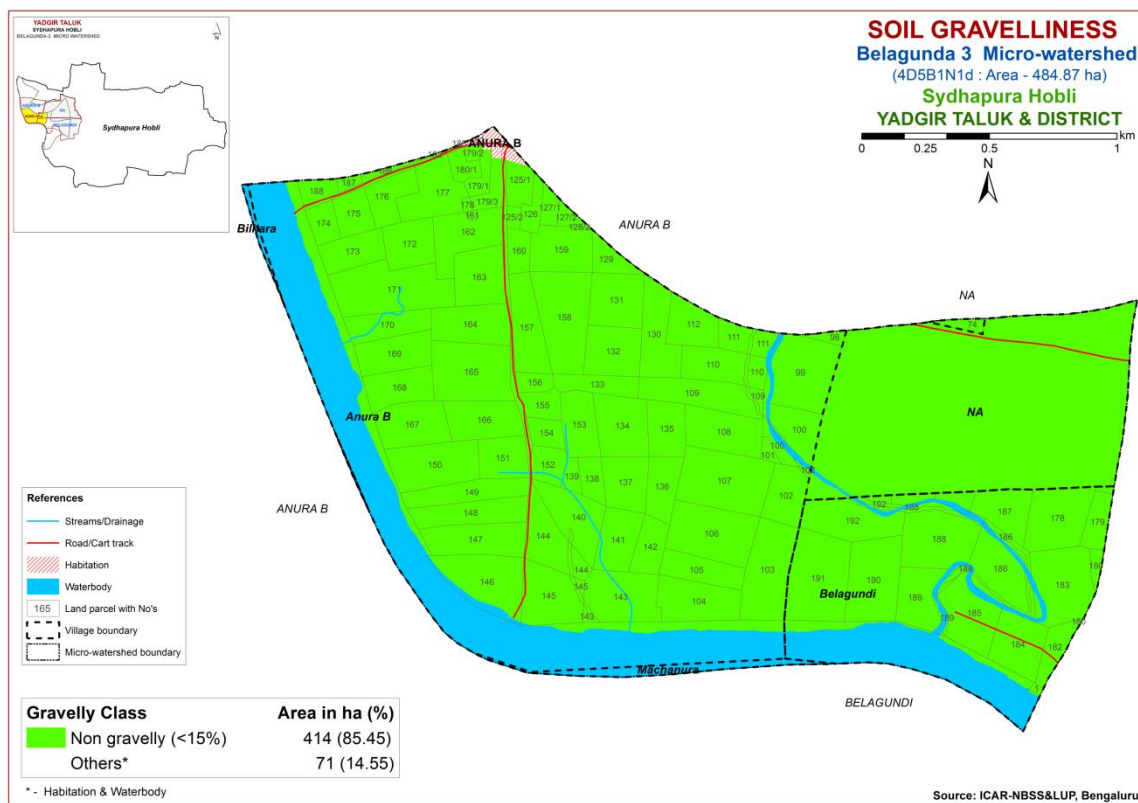 YADGIR TALUK
SYDHAPURA HOBLI
BELAGUNDA-3 MICRO WATERSHED
N
ANURA B
NA
BELAGUNDI
Sydhapura Hobli
SOIL GRAVELLINESS
Belagunda 3 Micro-watershed
(4D5B1N1d : Area - 484.87 ha)
Sydhapura Hobli
YADGIR TALUK & DISTRICT
km
0 0.25 0.5 1
N
ANURA B
179/2
188 187 176 177 180/1 179/1 125/1
175 178 179/3 127/1
174 161 125/2 126 127/2
128/2
Bilhara
ANURA B
173 172 162 160 159 129
163
171
NA
131
170 164 157 158 130 112 111 98 74
169 132 110 111 99
165 156 133 110
168 109 109
155
Anura B
167 166 153 134 135 108 100
154 100
NA
101
150 151 152 139 138 137 136 107
102
149
ANURA B
148 140 192 192 188 187 178 179
147 144 141 142 106 188 186
144 105 103 191 190 188 186 183
146 145 145 143 143 104
Belagundi
189 185
189
184 182
Machanura
1
BELAGUNDI
References
Streams/Drainage
Road/Cart track
Habitation
Waterbody
165 Land parcel with No's
Village boundary
Micro-watershed boundary
Gravelly Class Area in ha (%)
Non gravelly (<15%) 414 (85.45)
Others* 71 (14.55)
* - Habitation & Waterbody
Source: ICAR-NBSS&LUP, Bengaluru